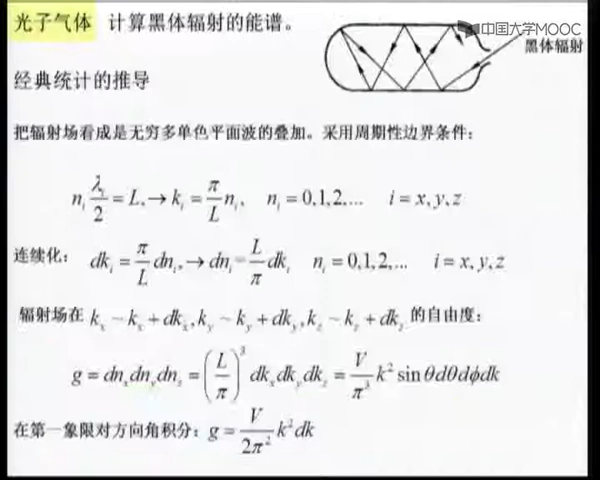 光子气体 计算黑体辐射的能谱。
中国大学MOOC
黑体辐射
经典统计的推导
把辐射场看成是无穷多单色平面波的叠加。采用周期性边界条件：
n_i λ_i/2 = L, → k_i = π/L n_i, n_i = 0,1,2,... i = x, y, z
连续化： dk_i = π/L dn_i, → dn_i = L/π dk_i n_i = 0,1,2,... i = x, y, z
辐射场在 k_x ~ k_x + dk_x, k_y ~ k_y + dk_y, k_z ~ k_z + dk_z 的自由度：
g = dn_x dn_y dn_z = (L/π)^3 dk_x dk_y dk_z = V/π^3 k^2 sin θdθdϕdk
在第一象限对方向角积分： g = V/2π^2 k^2 dk